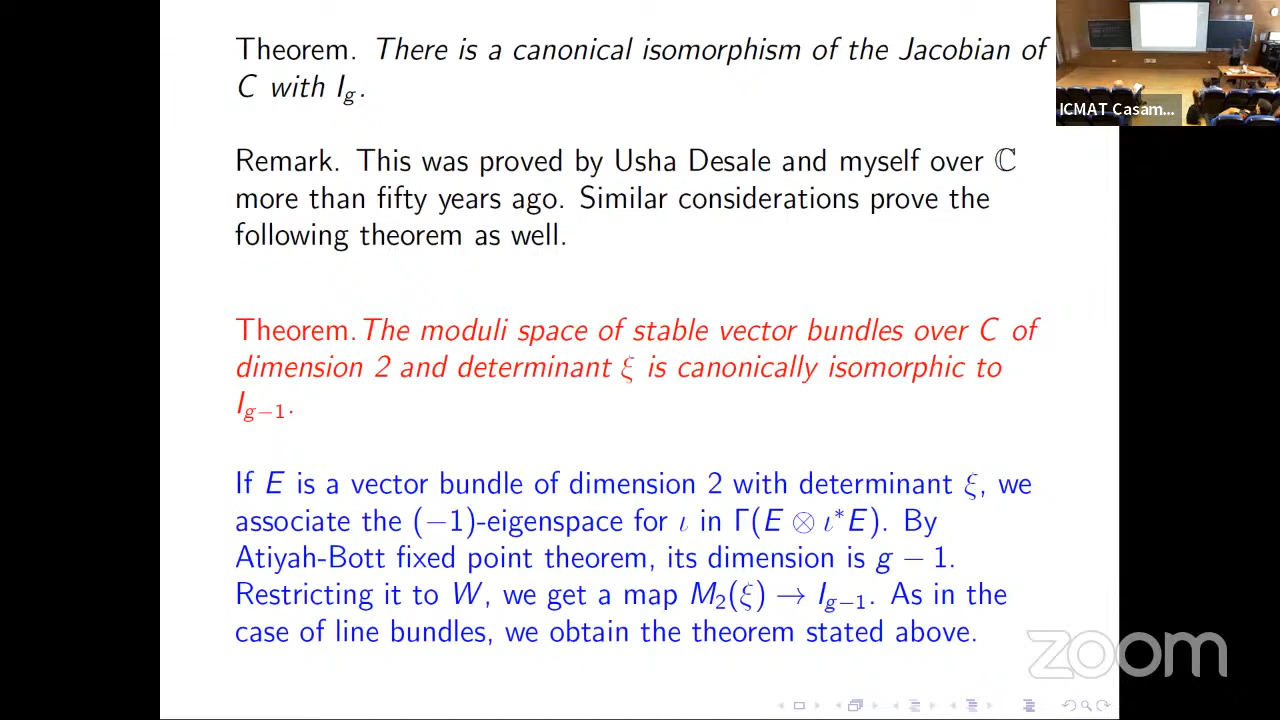 Theorem. There is a canonical isomorphism of the Jacobian of
C with I_g.
Remark. This was proved by Usha Desale and myself over ℂ
more than fifty years ago. Similar considerations prove the
following theorem as well.
Theorem.The moduli space of stable vector bundles over C of
dimension 2 and determinant ξ is canonically isomorphic to
I_{g−1}.
If E is a vector bundle of dimension 2 with determinant ξ, we
associate the (−1)-eigenspace for ι in Γ(E ⊗ ι*E). By
Atiyah-Bott fixed point theorem, its dimension is g − 1.
Restricting it to W, we get a map M₂(ξ) → I_{g−1}. As in the
case of line bundles, we obtain the theorem stated above.
ICMAT Casam...
zoom